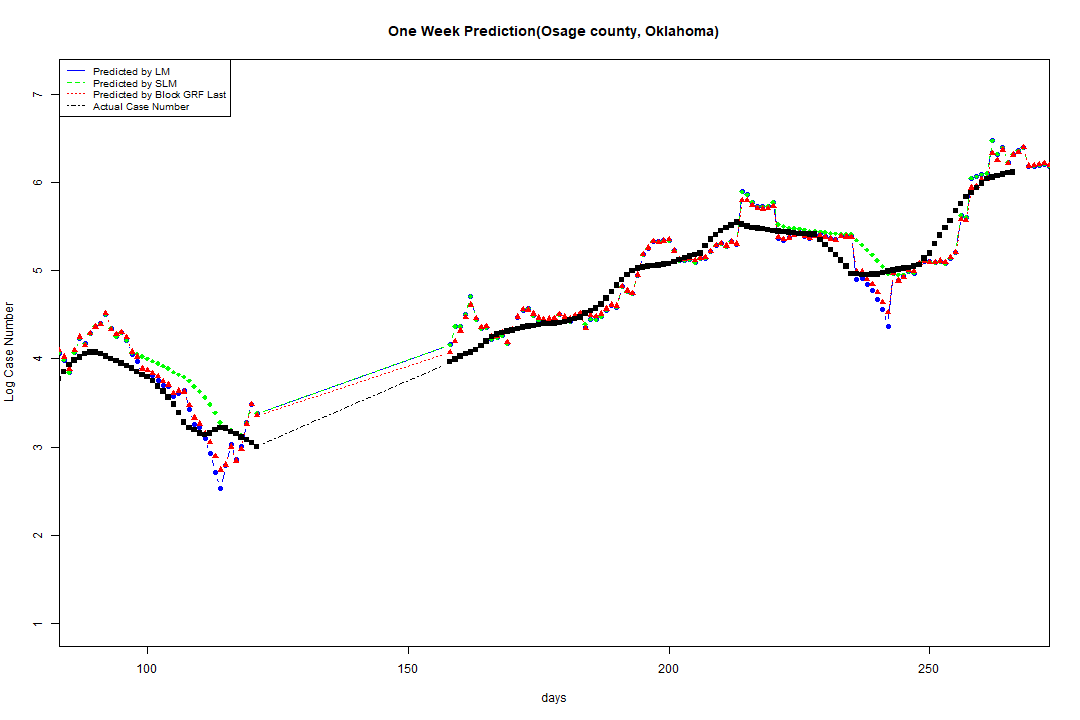 One Week Prediction(Osage county, Oklahoma)
Predicted by LM
Predicted by SLM
Predicted by Block GRF Last
Actual Case Number
7
6
5
4
3
2
1
Log Case Number
100 150 200 250
days